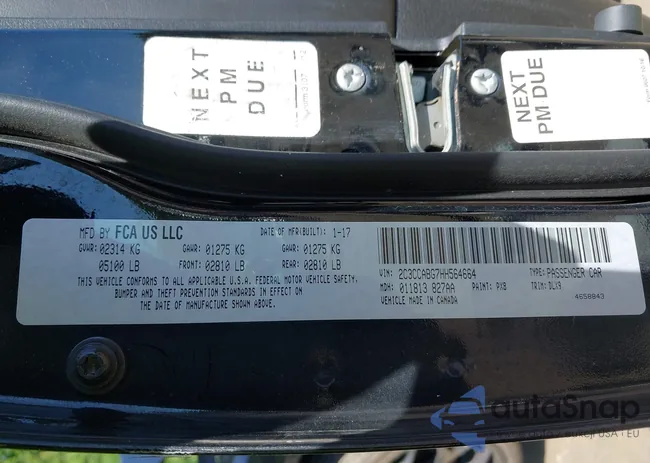 NEXT
PM
DUE
NEXT
PM DUE
MFD BY FCA US LLC
DATE OF MFR(BUILT): 1-17
GVWR: 02314 KG GAWR: 01275 KG GAWR: 01275 KG
05100 LB FRONT: 02810 LB REAR: 02810 LB
THIS VEHICLE CONFORMS TO ALL APPLICABLE U.S.A. FEDERAL MOTOR VEHICLE SAFETY,
BUMPER AND THEFT PREVENTION STANDARDS IN EFFECT ON
THE DATE OF MANUFACTURE SHOWN ABOVE.
VIN: 2C3CCABG7HH564664 TYPE: PASSENGER CAR
MDH: 011813 827AA PAINT: PX8 TRIM: DLX9
VEHICLE MADE IN CANADA
4658843
autoSnap